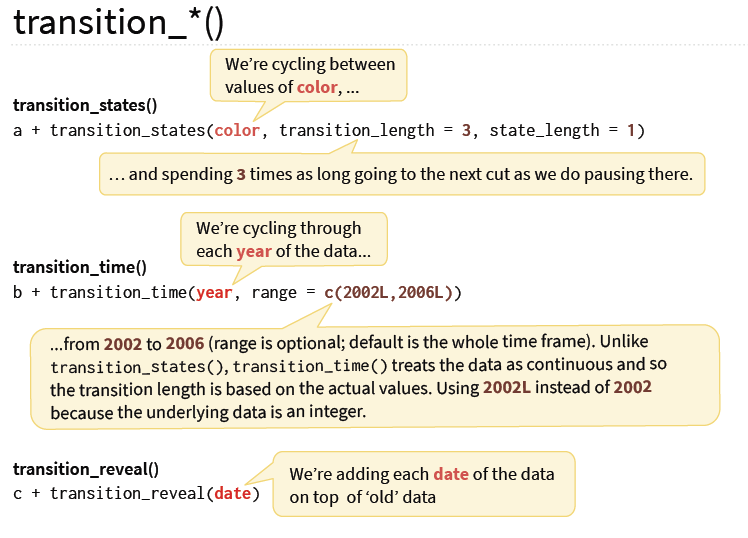 transition_*()
We're cycling between
values of color, ...
transition_states()
a + transition_states(color, transition_length = 3, state_length = 1)
... and spending 3 times as long going to the next cut as we do pausing there.
We're cycling through
each year of the data...
transition_time()
b + transition_time(year, range = c(2002L,2006L))
...from 2002 to 2006 (range is optional; default is the whole time frame). Unlike
transition_states(), transition_time() treats the data as continuous and so
the transition length is based on the actual values. Using 2002L instead of 2002
because the underlying data is an integer.
transition_reveal()
c + transition_reveal(date)
We're adding each date of the data
on top of 'old' data